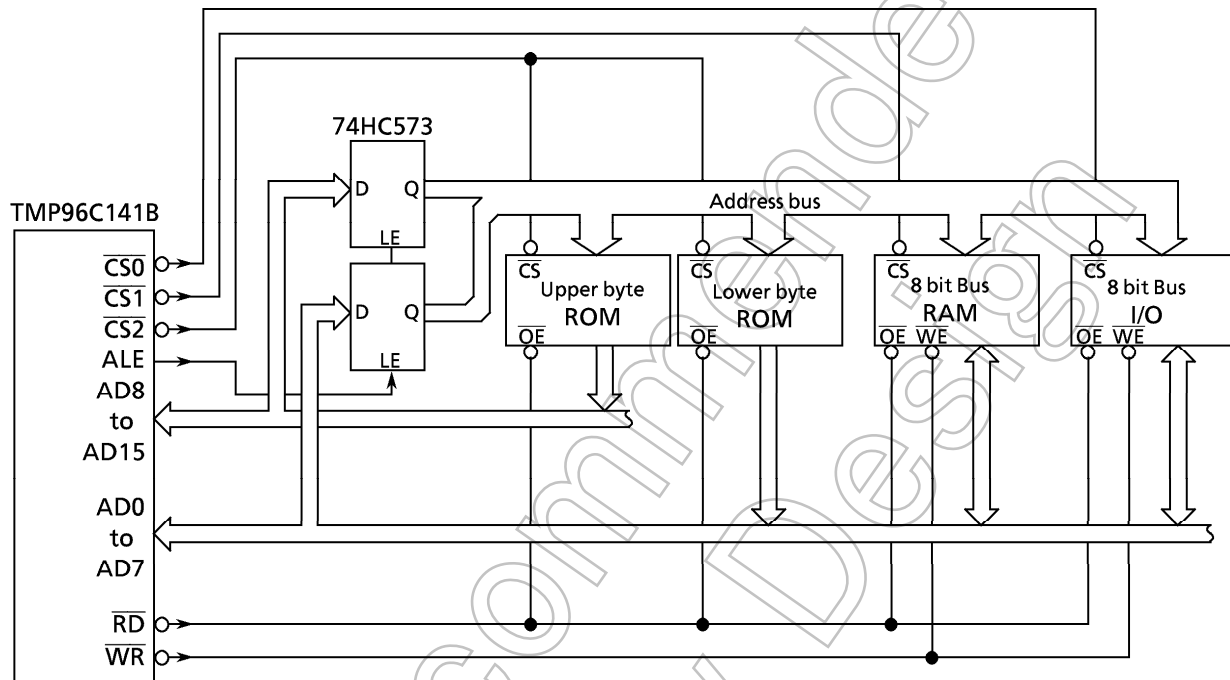 74HC573
D Q
LE
D Q
LE
TMP96C141B
CS0
CS1
CS2
ALE
AD8
to
AD15
AD0
to
AD7
RD
WR
Address bus
CS
Upper byte
ROM
OE
CS
Lower byte
ROM
OE
CS
8 bit Bus
RAM
OE WE
CS
8 bit Bus
I/O
OE WE
commende
Design